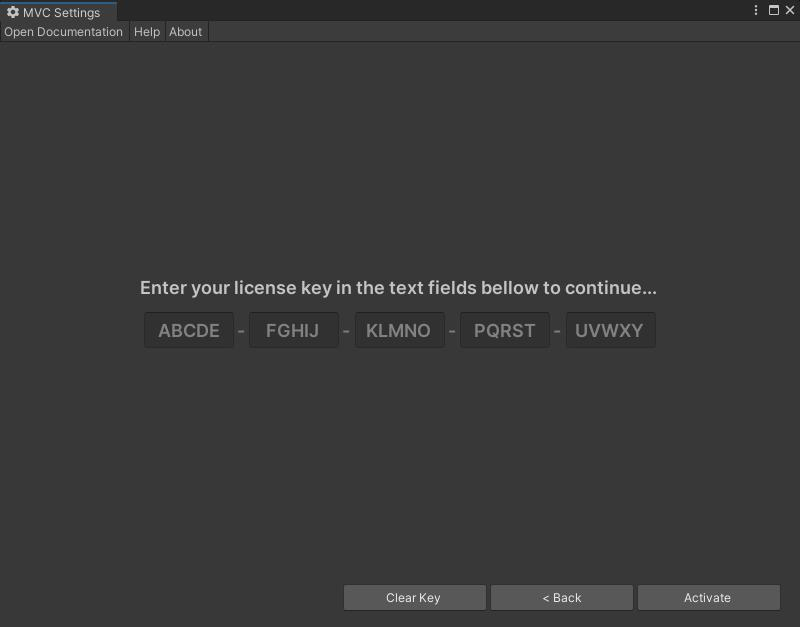 MVC Settings
Open Documentation Help About
Enter your license key in the text fields bellow to continue...
ABCDE - FGHIJ - KLMNO - PQRST - UVWXY
Clear Key < Back Activate